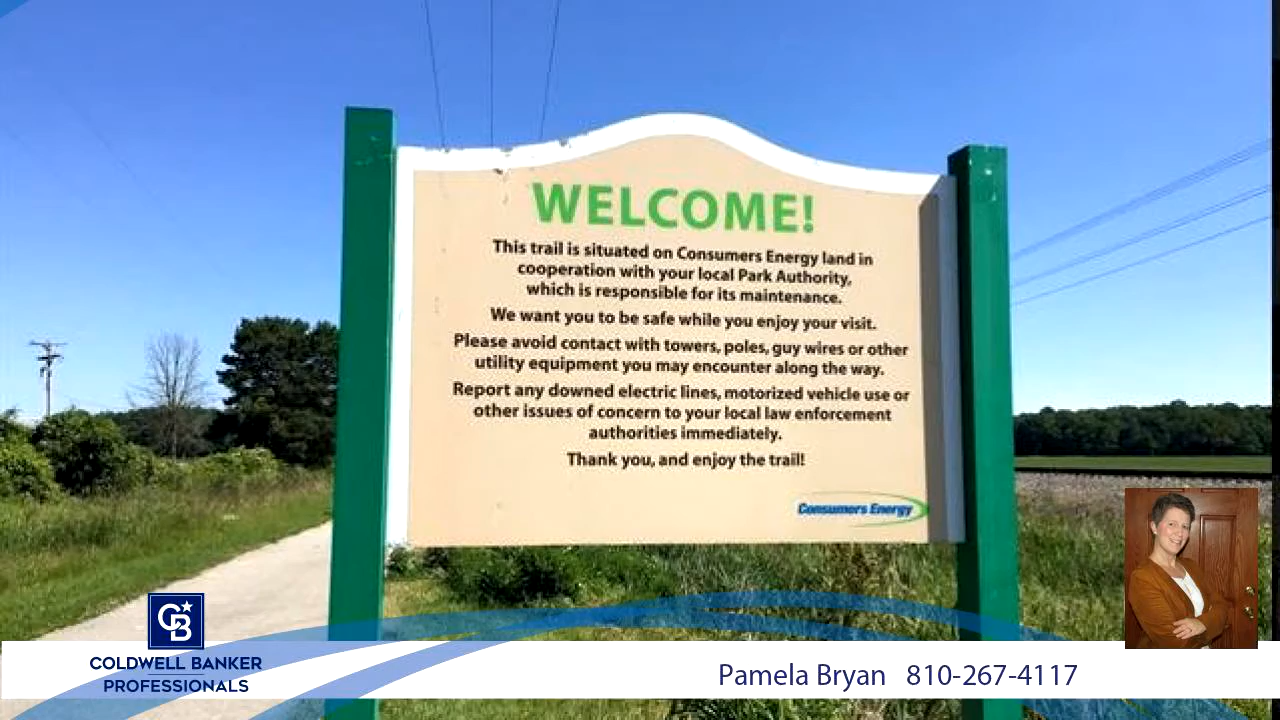 WELCOME!
This trail is situated on Consumers Energy land in
cooperation with your local Park Authority,
which is responsible for its maintenance.
We want you to be safe while you enjoy your visit.
Please avoid contact with towers, poles, guy wires or other
utility equipment you may encounter along the way.
Report any downed electric lines, motorized vehicle use or
other issues of concern to your local law enforcement
authorities immediately.
Thank you, and enjoy the trail!
Consumers Energy
CB
COLDWELL BANKER
PROFESSIONALS
Pamela Bryan 810-267-4117